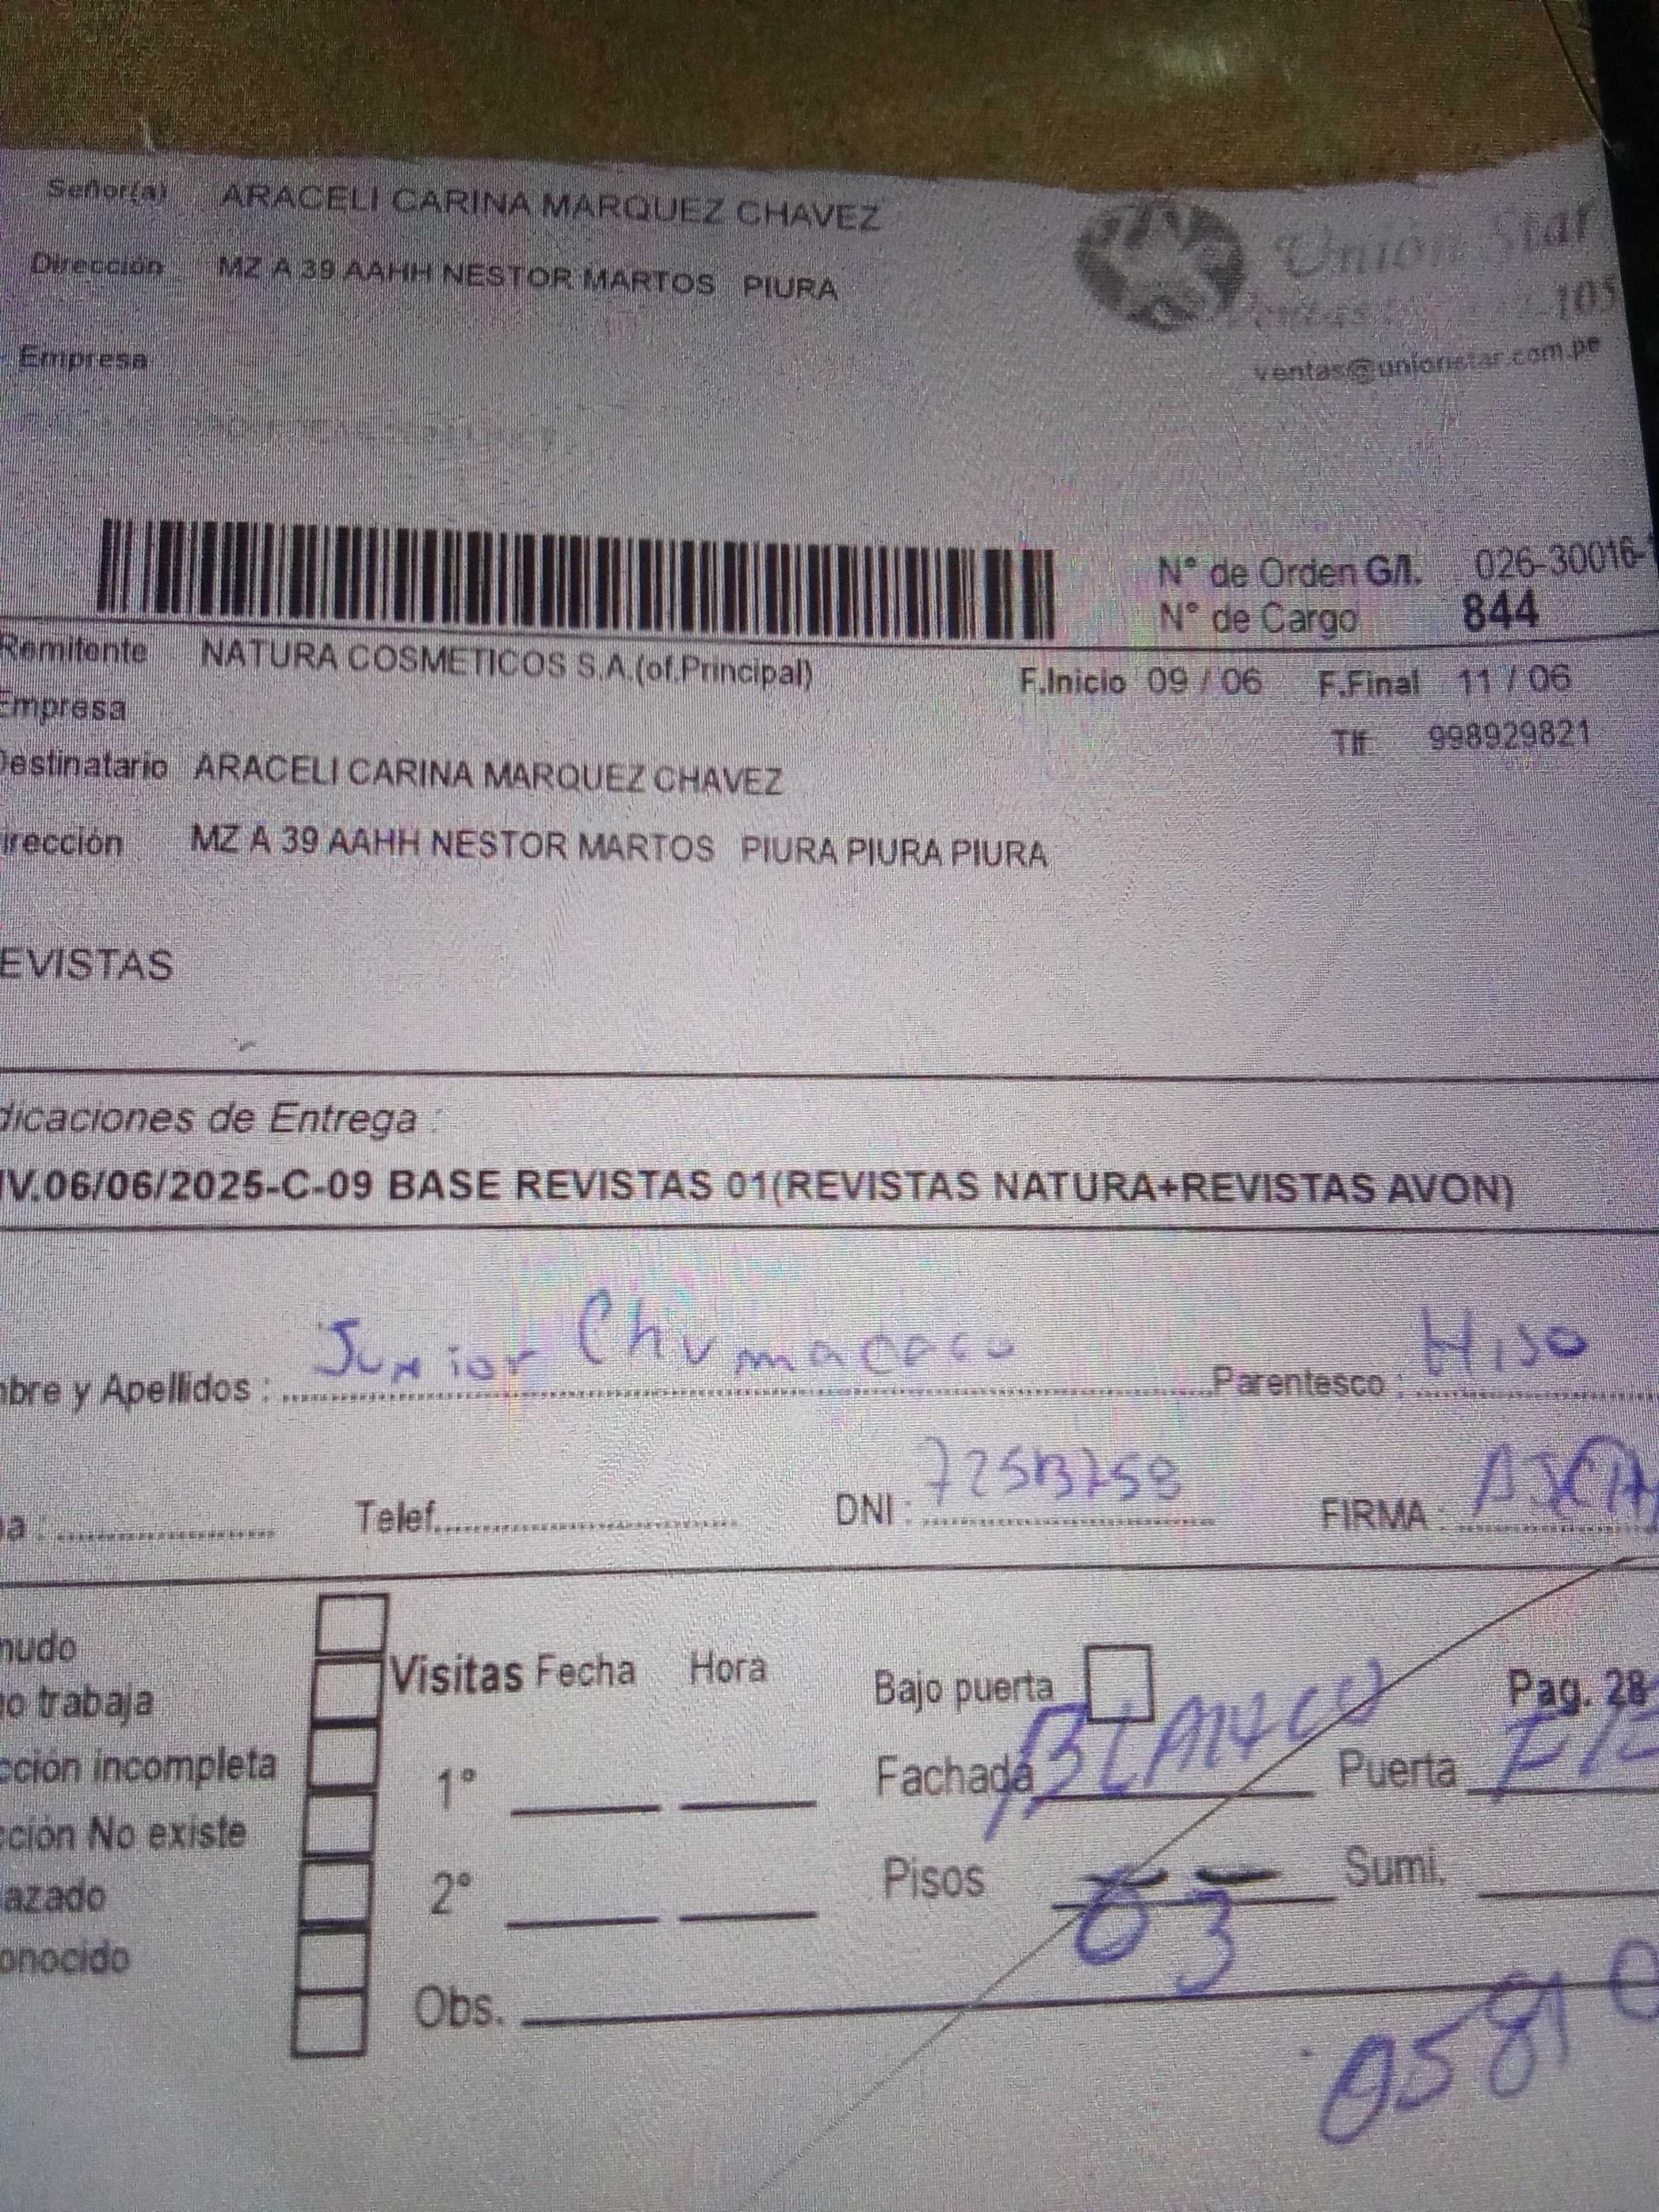 Señor(a) ARACELI CARINA MARQUEZ CHAVEZ
Dirección MZ A 39 AAHH NESTOR MARTOS PIURA
Union Star
ventas@unionstar.com.pe
Empresa
N° de Orden G/I. 026-30016-
N° de Cargo 844
Remitente NATURA COSMETICOS S.A.(of.Principal)
F.Inicio 09 / 06 F.Final 11 / 06
Empresa
Tlf 998929821
Destinatario ARACELI CARINA MARQUEZ CHAVEZ
irección MZ A 39 AAHH NESTOR MARTOS PIURA PIURA PIURA
EVISTAS
dicaciones de Entrega :
V.06/06/2025-C-09 BASE REVISTAS 01(REVISTAS NATURA+REVISTAS AVON)
bre y Apellidos : Junior Parentesco : Hiso
a : Telef. DNI : FIRMA :
mudo
o trabaja
cción incompleta
cción No existe
azado
onocido
Visitas Fecha Hora
1°
2°
Obs.
Bajo puerta Pag. 28
Fachada BLANCO Puerta
Pisos 03 Sumi.